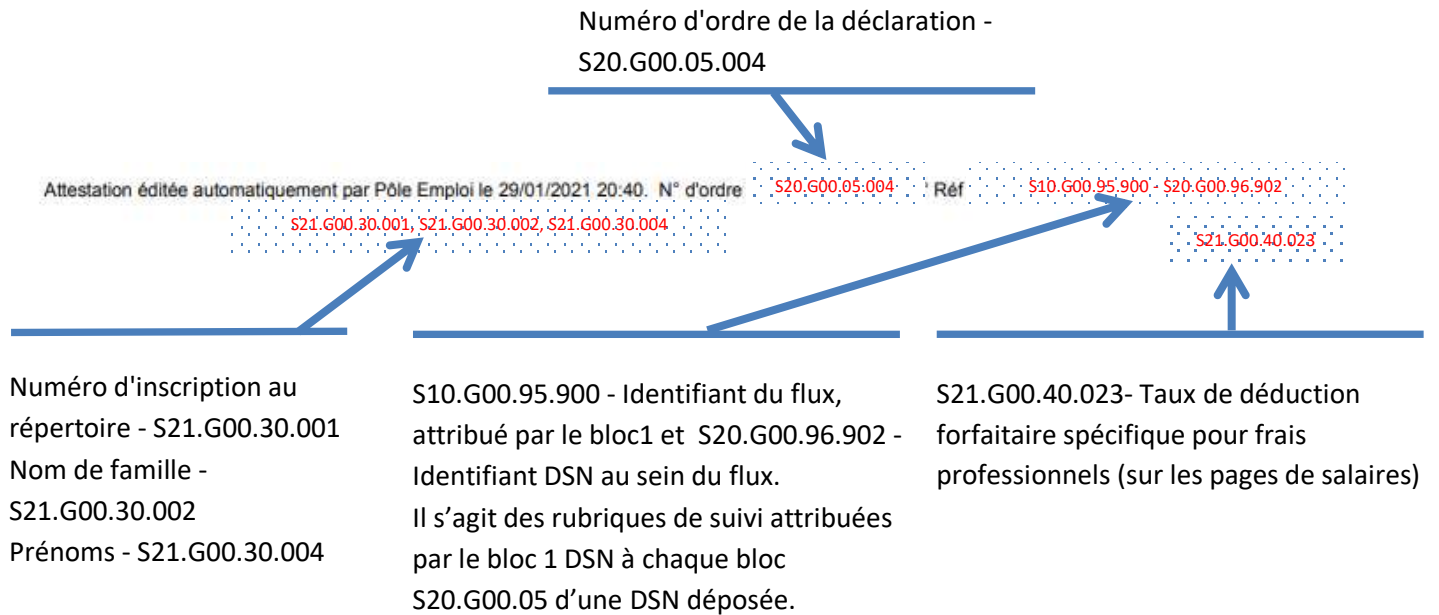 Numéro d'ordre de la déclaration -
S20.G00.05.004
Attestation éditée automatiquement par Pôle Emploi le 29/01/2021 20:40. N° d'ordre S20.G00.05.004 ' Réf S10.G00.95.900 - S20.G00.96.902
S21.G00.30.001, S21.G00.30.002, S21.G00.30.004
S21.G00.40.023
Numéro d'inscription au
répertoire - S21.G00.30.001
Nom de famille -
S21.G00.30.002
Prénoms - S21.G00.30.004
S10.G00.95.900 - Identifiant du flux,
attribué par le bloc1 et S20.G00.96.902 -
Identifiant DSN au sein du flux.
Il s’agit des rubriques de suivi attribuées
par le bloc 1 DSN à chaque bloc
S20.G00.05 d’une DSN déposée.
S21.G00.40.023- Taux de déduction
forfaitaire spécifique pour frais
professionnels (sur les pages de salaires)